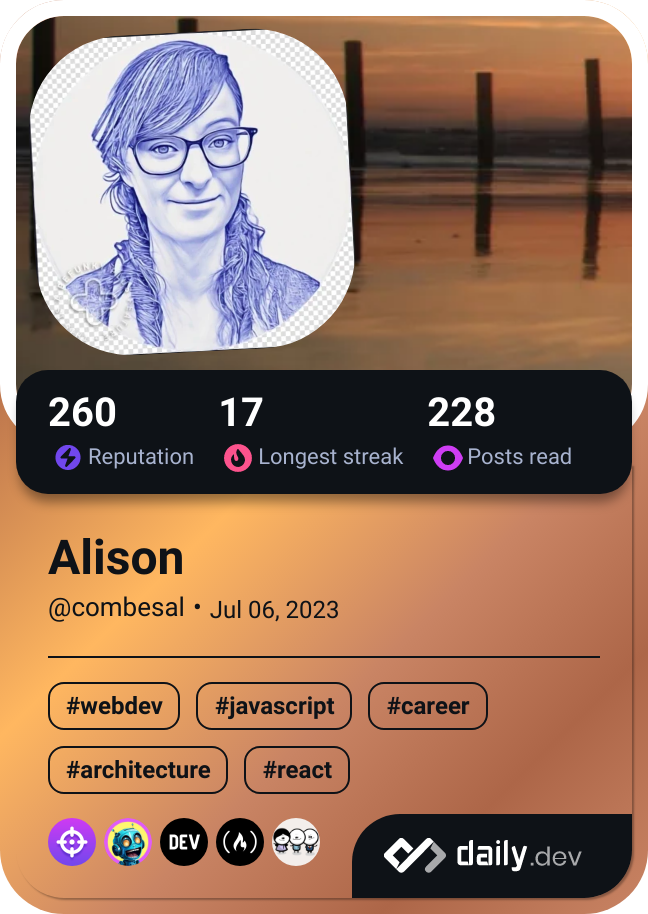 260 17 228
Reputation Longest streak Posts read
Alison
@combesal • Jul 06, 2023
#webdev #javascript #career
#architecture #react
DEV
daily.dev